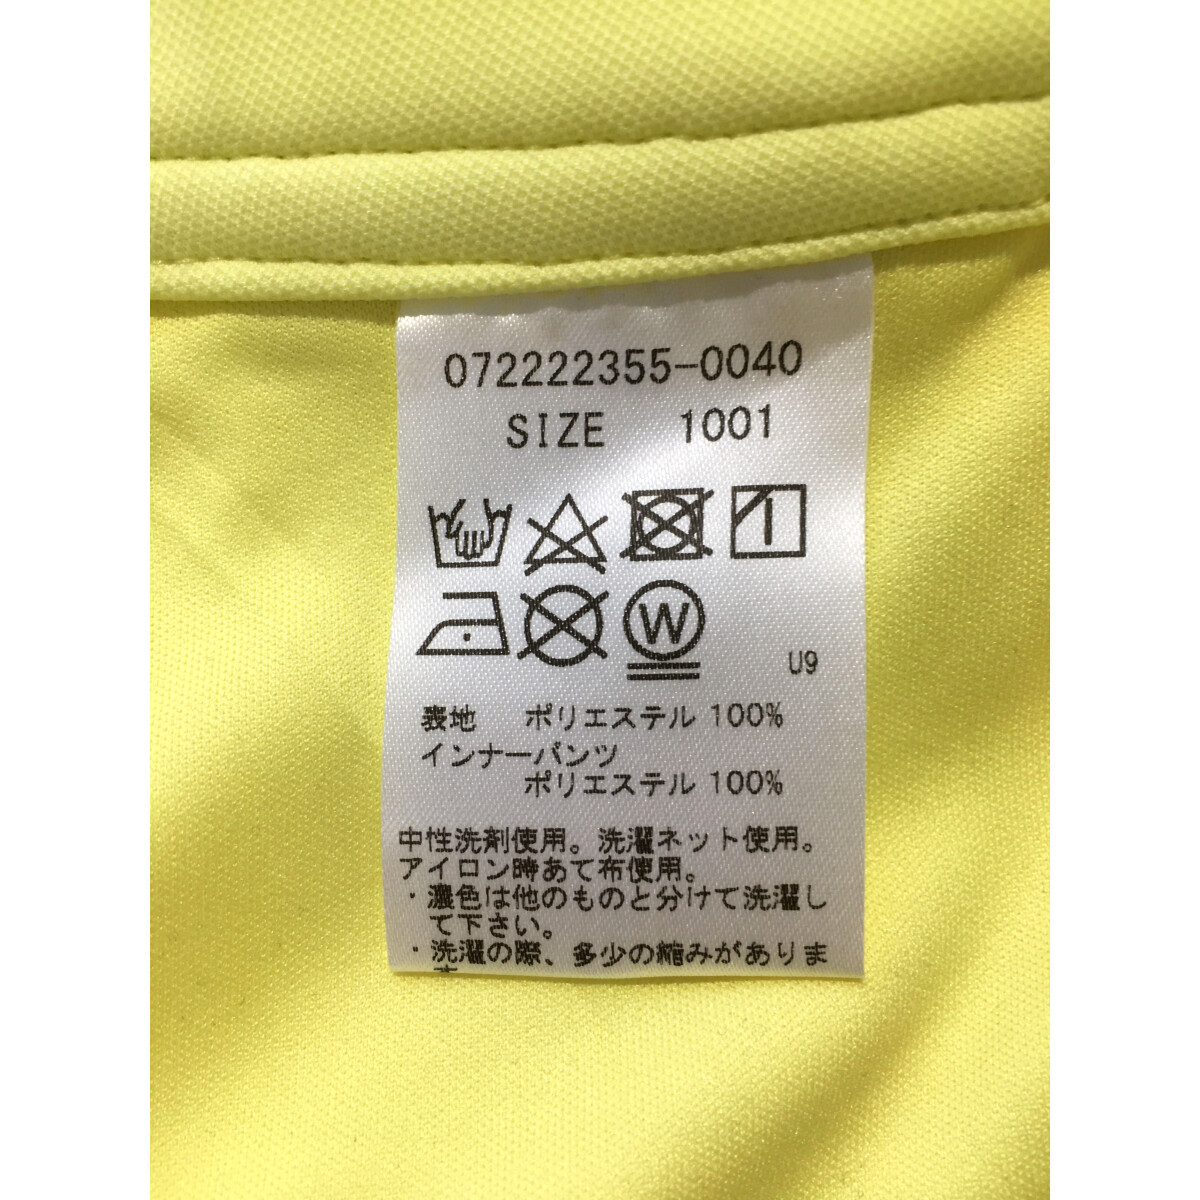 072222355-0040
SIZE 1001
W
U9
表地 ポリエステル 100%
インナーパンツ
ポリエステル 100%
中性洗剤使用。洗濯ネット使用。
アイロン時あて布使用。
・濃色は他のものと分けて洗濯し
て下さい。
・洗濯の際、多少の縮みがありま